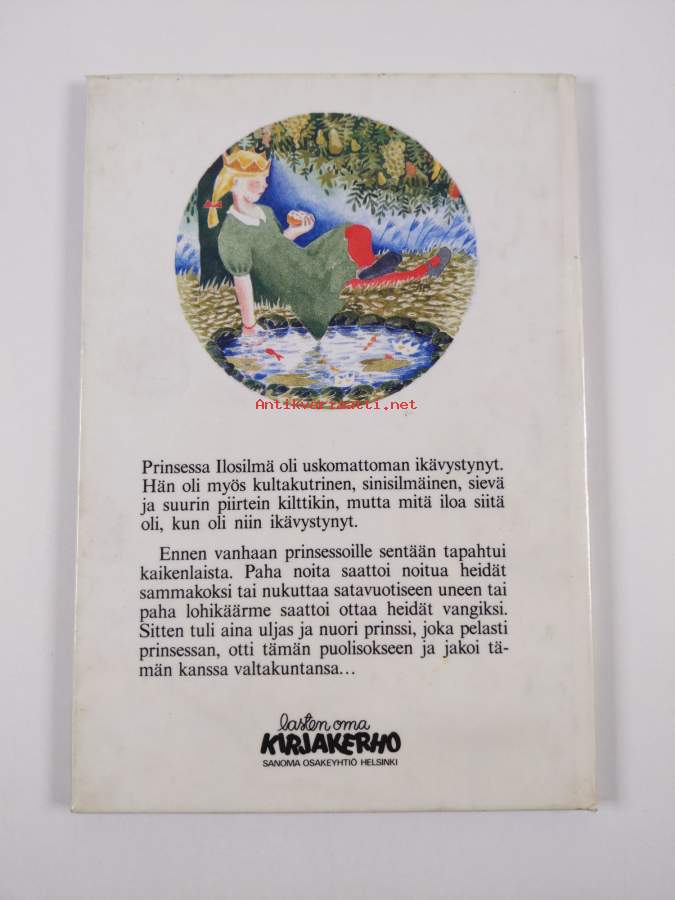 Antikvariaatti.net
Prinsessa Ilosilmä oli uskomattoman ikävystynyt.
Hän oli myös kultakutrinen, sinisilmäinen, sievä
ja suurin piirtein kilttikin, mutta mitä iloa siitä
oli, kun oli niin ikävystynyt.
Ennen vanhaan prinsessoille sentään tapahtui
kaikenlaista. Paha noita saattoi noitua heidät
sammakoksi tai nukuttaa satavuotiseen uneen tai
paha lohikäärme saattoi ottaa heidät vangiksi.
Sitten tuli aina uljas ja nuori prinssi, joka pelasti
prinsessan, otti tämän puolisokseen ja jakoi tä-
män kanssa valtakuntansa...
lasten oma
KIRJAKERHO
SANOMA OSAKEYHTIÖ HELSINKI